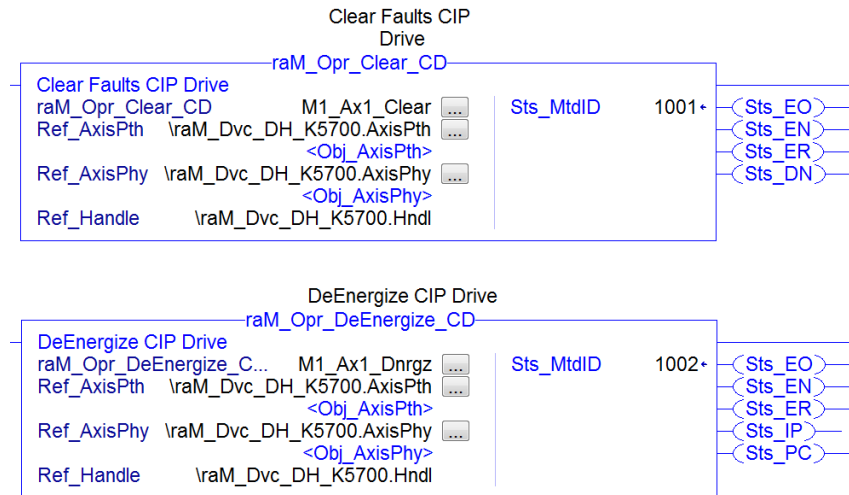 Clear Faults CIP
Drive
raM_Opr_Clear_CD
Clear Faults CIP Drive
raM_Opr_Clear_CD M1_Ax1_Clear ... Sts_MtdID 1001 Sts_EO
Ref_AxisPth \raM_Dvc_DH_K5700.AxisPth ... Sts_EN
<Obj_AxisPth> Sts_ER
Ref_AxisPhy \raM_Dvc_DH_K5700.AxisPhy ... Sts_DN
<Obj_AxisPhy>
Ref_Handle \raM_Dvc_DH_K5700.Hndl
DeEnergize CIP Drive
raM_Opr_DeEnergize_CD
DeEnergize CIP Drive
raM_Opr_DeEnergize_C... M1_Ax1_Dnrgz ... Sts_MtdID 1002 Sts_EO
Ref_AxisPth \raM_Dvc_DH_K5700.AxisPth ... Sts_EN
<Obj_AxisPth> Sts_ER
Ref_AxisPhy \raM_Dvc_DH_K5700.AxisPhy ... Sts_IP
<Obj_AxisPhy> Sts_PC
Ref_Handle \raM_Dvc_DH_K5700.Hndl